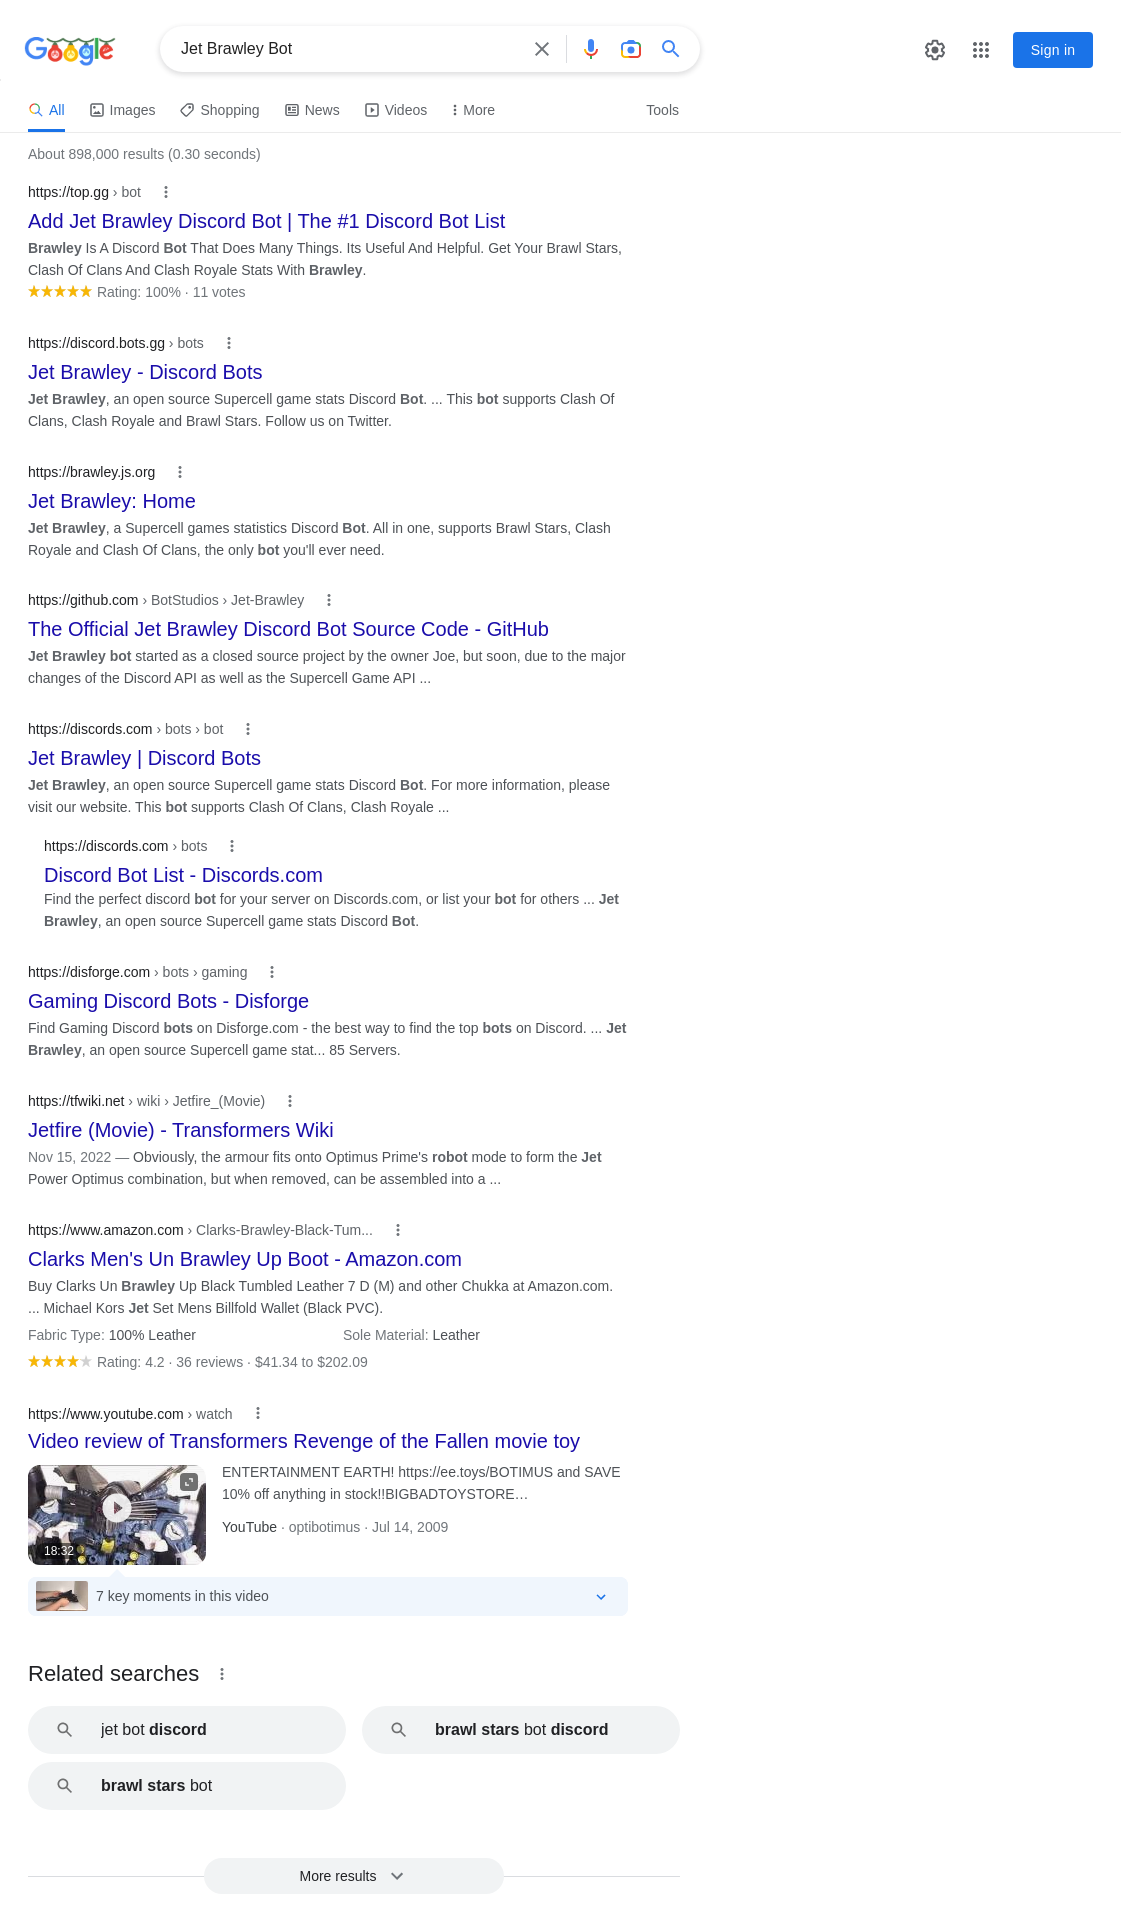 Google
Jet Brawley Bot
Sign in
All
Images
Shopping
News
Videos
More
Tools
About 898,000 results (0.30 seconds)
https://top.gg › bot
Add Jet Brawley Discord Bot | The #1 Discord Bot List
Brawley Is A Discord Bot That Does Many Things. Its Useful And Helpful. Get Your Brawl Stars,
Clash Of Clans And Clash Royale Stats With Brawley.
Rating: 100% · 11 votes
https://discord.bots.gg › bots
Jet Brawley - Discord Bots
Jet Brawley, an open source Supercell game stats Discord Bot. ... This bot supports Clash Of
Clans, Clash Royale and Brawl Stars. Follow us on Twitter.
https://brawley.js.org
Jet Brawley: Home
Jet Brawley, a Supercell games statistics Discord Bot. All in one, supports Brawl Stars, Clash
Royale and Clash Of Clans, the only bot you'll ever need.
https://github.com › BotStudios › Jet-Brawley
The Official Jet Brawley Discord Bot Source Code - GitHub
Jet Brawley bot started as a closed source project by the owner Joe, but soon, due to the major
changes of the Discord API as well as the Supercell Game API ...
https://discords.com › bots › bot
Jet Brawley | Discord Bots
Jet Brawley, an open source Supercell game stats Discord Bot. For more information, please
visit our website. This bot supports Clash Of Clans, Clash Royale ...
https://discords.com › bots
Discord Bot List - Discords.com
Find the perfect discord bot for your server on Discords.com, or list your bot for others ... Jet
Brawley, an open source Supercell game stats Discord Bot.
https://disforge.com › bots › gaming
Gaming Discord Bots - Disforge
Find Gaming Discord bots on Disforge.com - the best way to find the top bots on Discord. ... Jet
Brawley, an open source Supercell game stat... 85 Servers.
https://tfwiki.net › wiki › Jetfire_(Movie)
Jetfire (Movie) - Transformers Wiki
Nov 15, 2022 — Obviously, the armour fits onto Optimus Prime's robot mode to form the Jet
Power Optimus combination, but when removed, can be assembled into a ...
https://www.amazon.com › Clarks-Brawley-Black-Tum...
Clarks Men's Un Brawley Up Boot - Amazon.com
Buy Clarks Un Brawley Up Black Tumbled Leather 7 D (M) and other Chukka at Amazon.com.
... Michael Kors Jet Set Mens Billfold Wallet (Black PVC).
Fabric Type: 100% Leather
Sole Material: Leather
Rating: 4.2 · 36 reviews · $41.34 to $202.09
https://www.youtube.com › watch
Video review of Transformers Revenge of the Fallen movie toy
ENTERTAINMENT EARTH! https://ee.toys/BOTIMUS and SAVE
10% off anything in stock!!BIGBADTOYSTORE…
YouTube · optibotimus · Jul 14, 2009
18:32
7 key moments in this video
Related searches
jet bot discord
brawl stars bot discord
brawl stars bot
More results